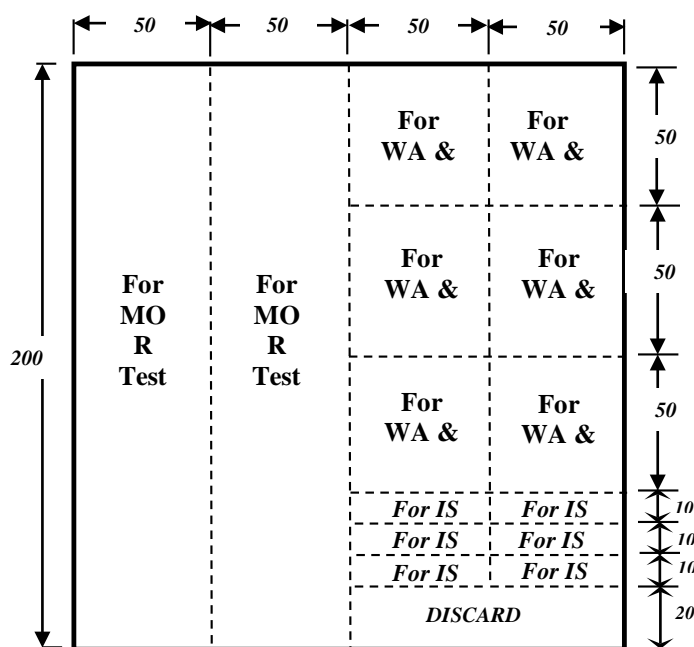 50 50 50 50
For For
WA & WA &
50
For For
WA & WA &
50
For For
MO MO
R R
Test Test
200
For For
WA & WA &
50
For IS For IS
10
For IS For IS
10
For IS For IS
10
DISCARD
20